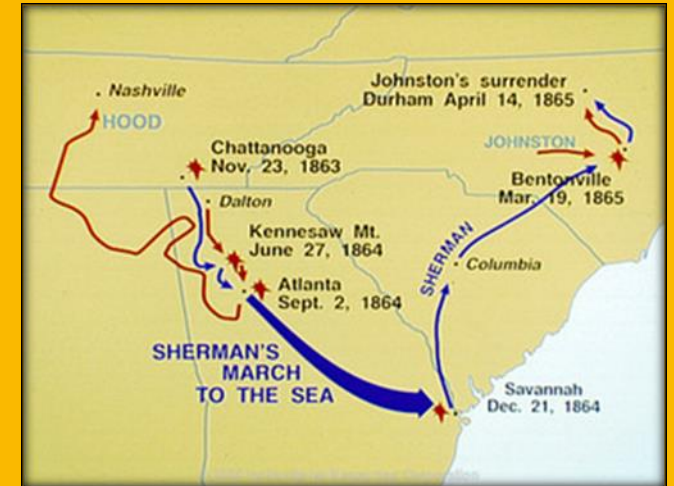 Nashville
HOOD
Chattanooga
Nov. 23, 1863
Dalton
Kennesaw Mt.
June 27, 1864
Atlanta
Sept. 2, 1864
SHERMAN'S
MARCH
TO THE SEA
Johnston's surrender
Durham April 14, 1865
JOHNSTON
Bentonville
Mar. 19, 1865
SHERMAN
Columbia
Savannah
Dec. 21, 1864